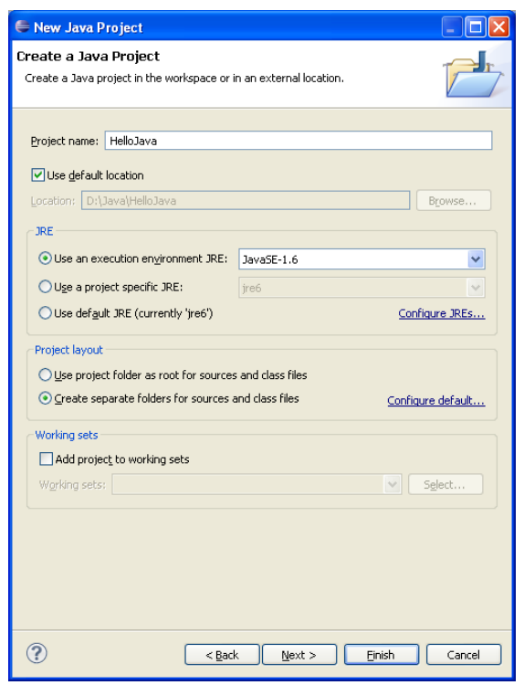 New Java Project
Create a Java Project
Create a Java project in the workspace or in an external location.
Project name: HelloJava
Use default location
Location: D:\Java\HelloJava Browse...
JRE
Use an execution environment JRE: JavaSE-1.6
Use a project specific JRE: jre6
Use default JRE (currently 'jre6') Configure JREs...
Project layout
Use project folder as root for sources and class files
Create separate folders for sources and class files Configure default...
Working sets
Add project to working sets
Working sets: Select...
? < Back Next > Finish Cancel